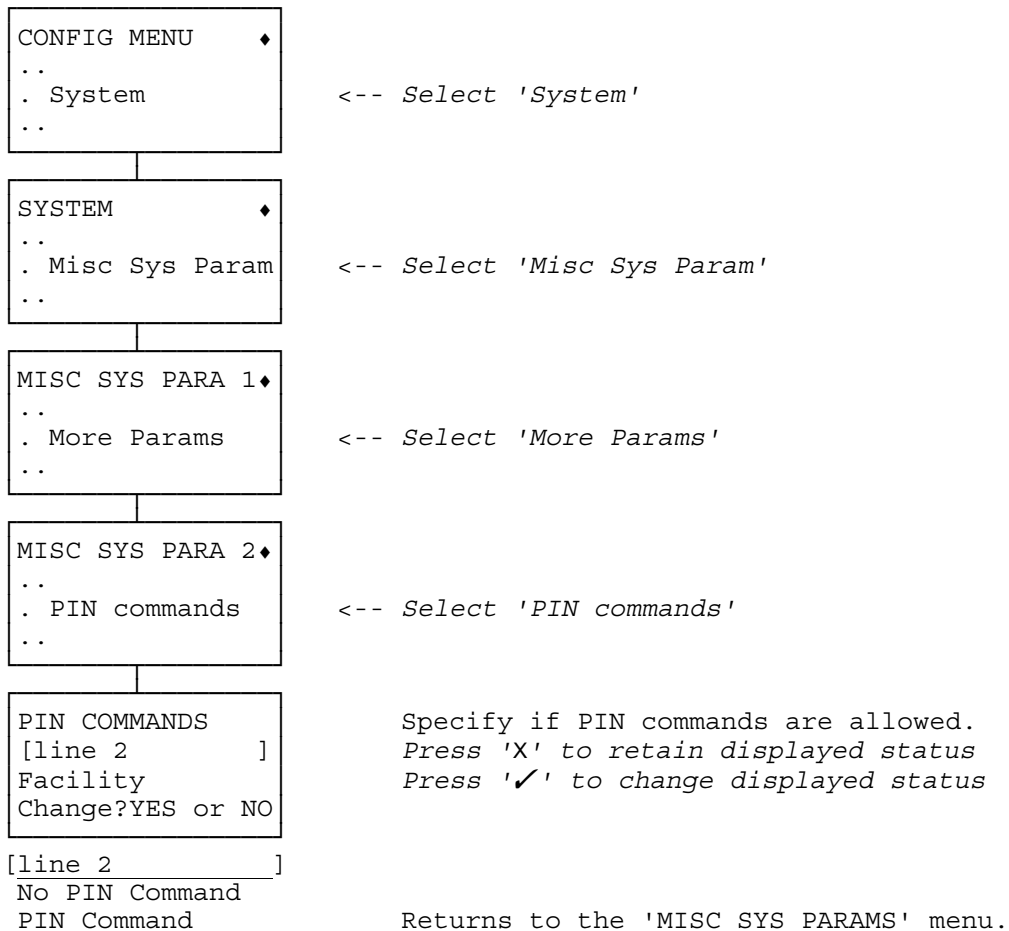 CONFIG MENU ♦
..
. System <-- Select 'System'
..
SYSTEM ♦
..
. Misc Sys Param <-- Select 'Misc Sys Param'
..
MISC SYS PARA 1♦
..
. More Params <-- Select 'More Params'
..
MISC SYS PARA 2♦
..
. PIN commands <-- Select 'PIN commands'
..
PIN COMMANDS Specify if PIN commands are allowed.
[line 2 ] Press 'X' to retain displayed status
Facility Press '✓' to change displayed status
Change?YES or NO
[line 2 ]
No PIN Command
PIN Command Returns to the 'MISC SYS PARAMS' menu.